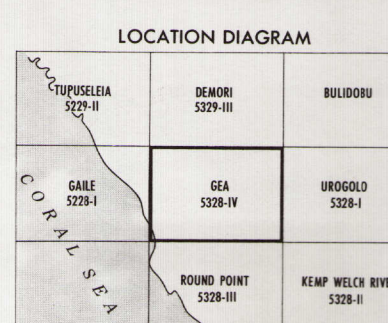 LOCATION DIAGRAM
TUPUSELEIA
5229-II
DEMORI
5329-III
BULIDOBU
GAILE
5228-I
GEA
5328-IV
UROGOLO
5328-I
CORAL SEA
ROUND POINT
5328-III
KEMP WELCH RIVE
5328-II